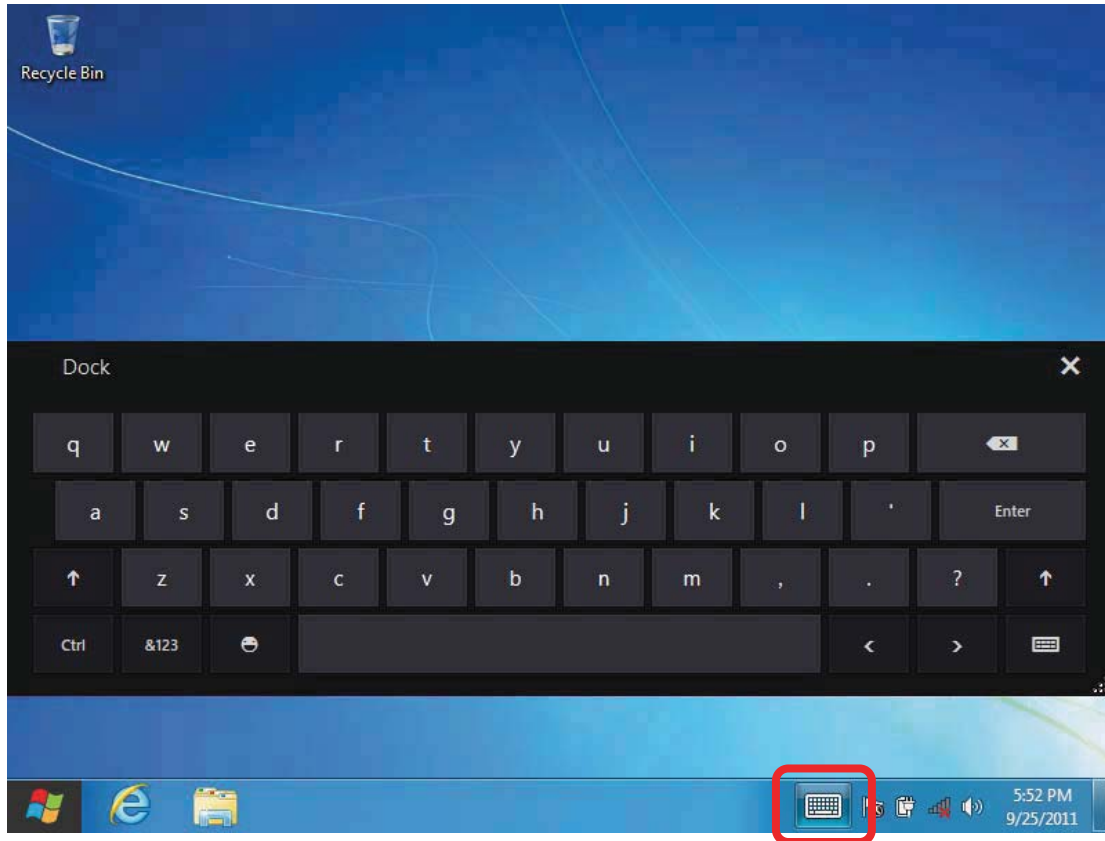 Recycle Bin
Dock
q w e r t y u i o p
a s d f g h j k l ' Enter
z x c v b n m , . ?
Ctrl &123 < >
5:52 PM
9/25/2011